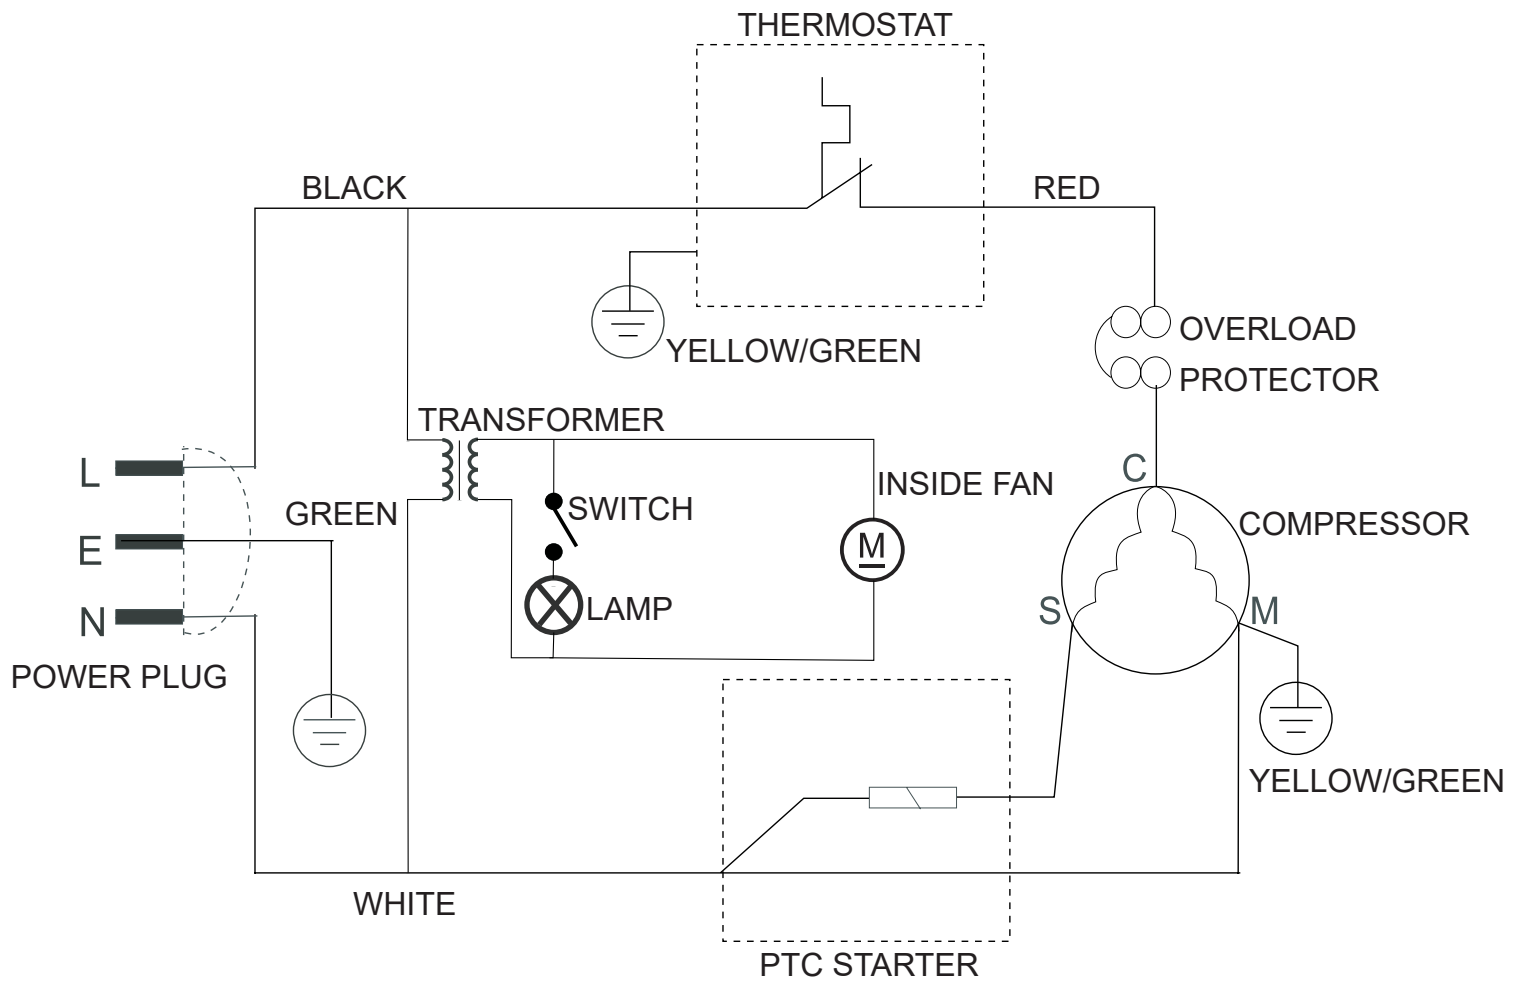 THERMOSTAT
BLACK
RED
YELLOW/GREEN
OVERLOAD
PROTECTOR
TRANSFORMER
L
C
INSIDE FAN
GREEN
SWITCH
COMPRESSOR
E
M
N
LAMP
S
M
POWER PLUG
YELLOW/GREEN
WHITE
PTC STARTER